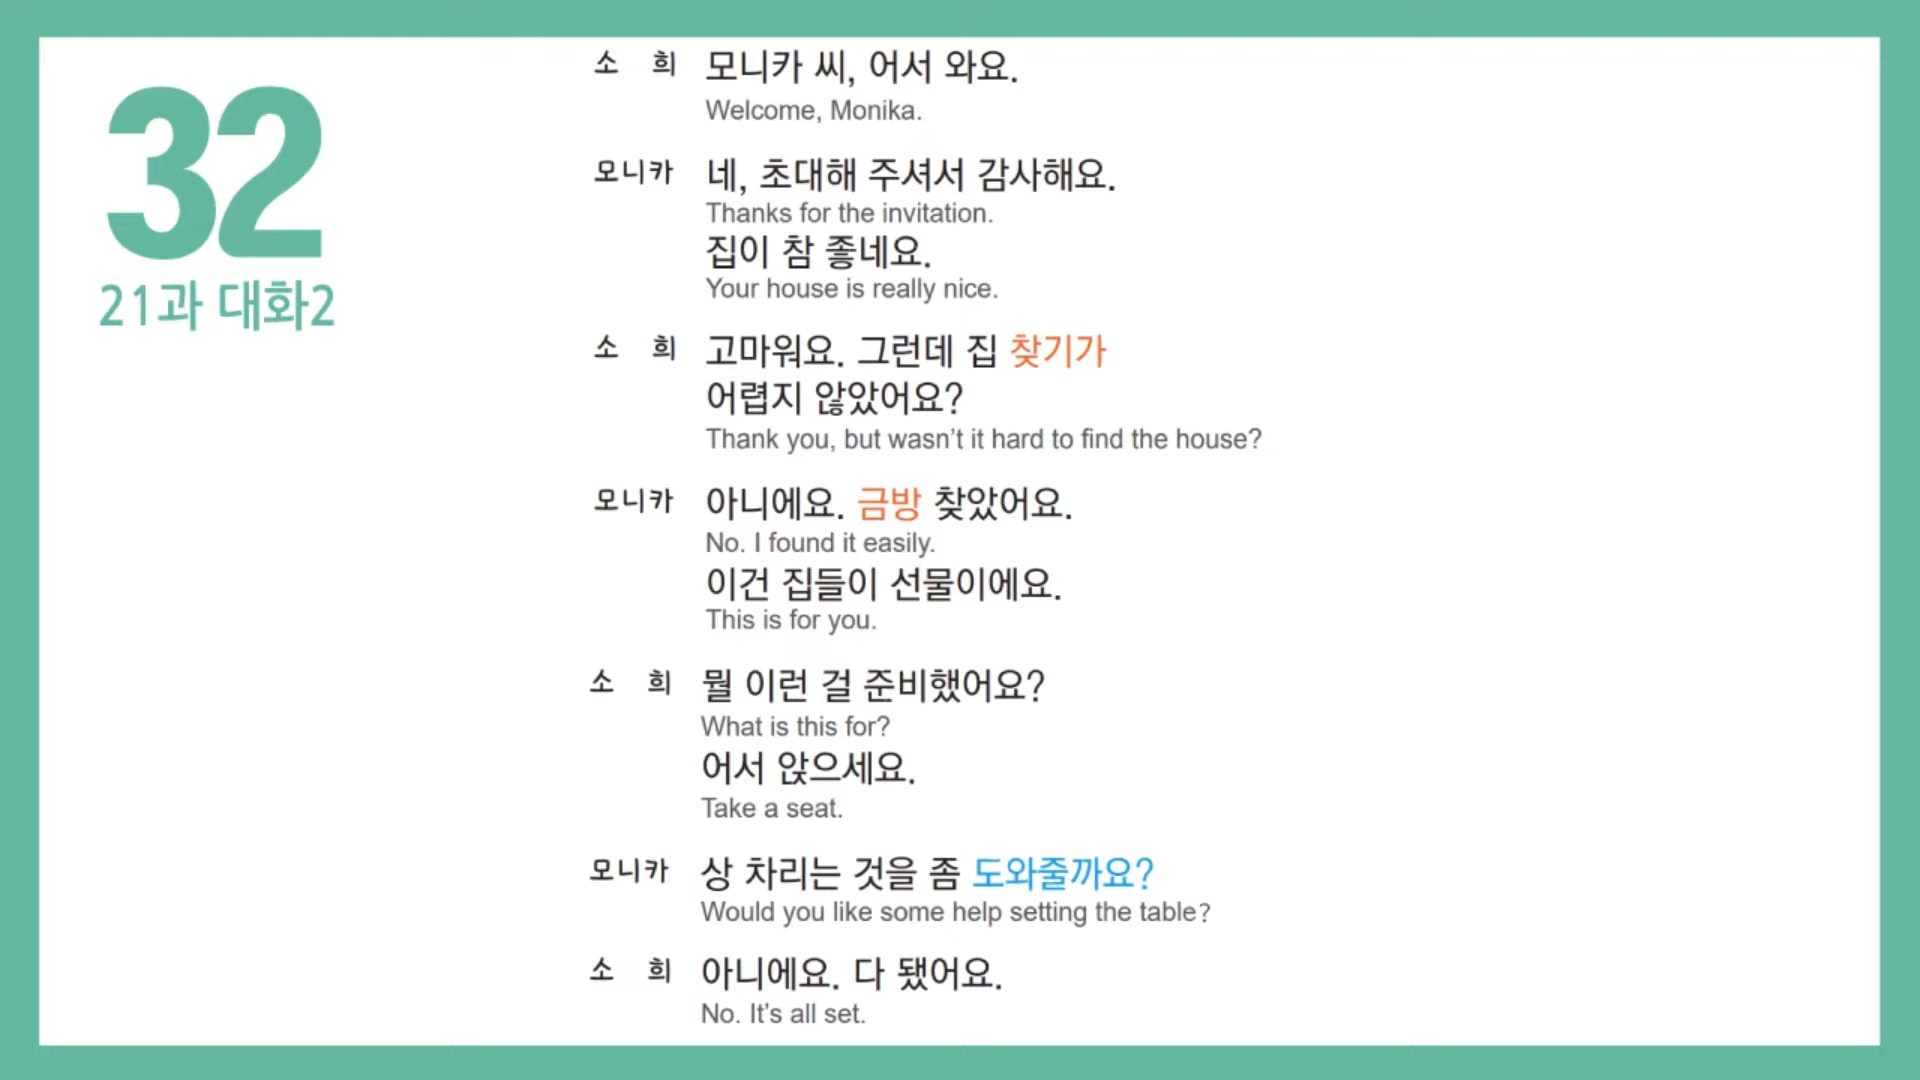 32
21과 대화2
소 희 모니카 씨, 어서 와요.
Welcome, Monika.
모니카 네, 초대해 주셔서 감사해요.
Thanks for the invitation.
집이 참 좋네요.
Your house is really nice.
소 희 고마워요. 그런데 집 찾기가
어렵지 않았어요?
Thank you, but wasn’t it hard to find the house?
모니카 아니에요. 금방 찾았어요.
No. I found it easily.
이건 집들이 선물이에요.
This is for you.
소 희 뭘 이런 걸 준비했어요?
What is this for?
어서 앉으세요.
Take a seat.
모니카 상 차리는 것을 좀 도와줄까요?
Would you like some help setting the table?
소 희 아니에요. 다 됐어요.
No. It’s all set.